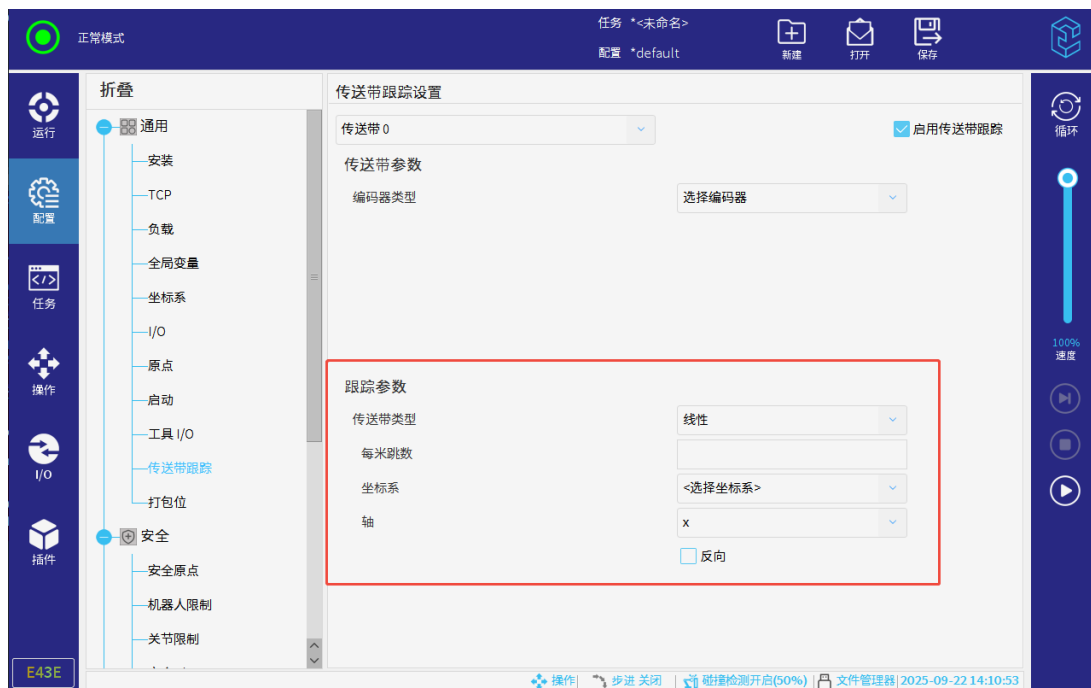 正常模式
任务 *<未命名>
配置 *default
新建
打开
保存
运行
配置
任务
操作
I/O
插件
E43E
折叠
通用
安装
TCP
负载
全局变量
坐标系
I/O
原点
启动
工具 I/O
传送带跟踪
打包位
安全
安全原点
机器人限制
关节限制
传送带跟踪设置
传送带 0
启用传送带跟踪
传送带参数
编码器类型 选择编码器
跟踪参数
传送带类型 线性
每米跳数
坐标系 <选择坐标系>
轴 x
反向
循环
100%
速度
操作 步进 关闭 碰撞检测开启(50%) 文件管理器 2025-09-22 14:10:53